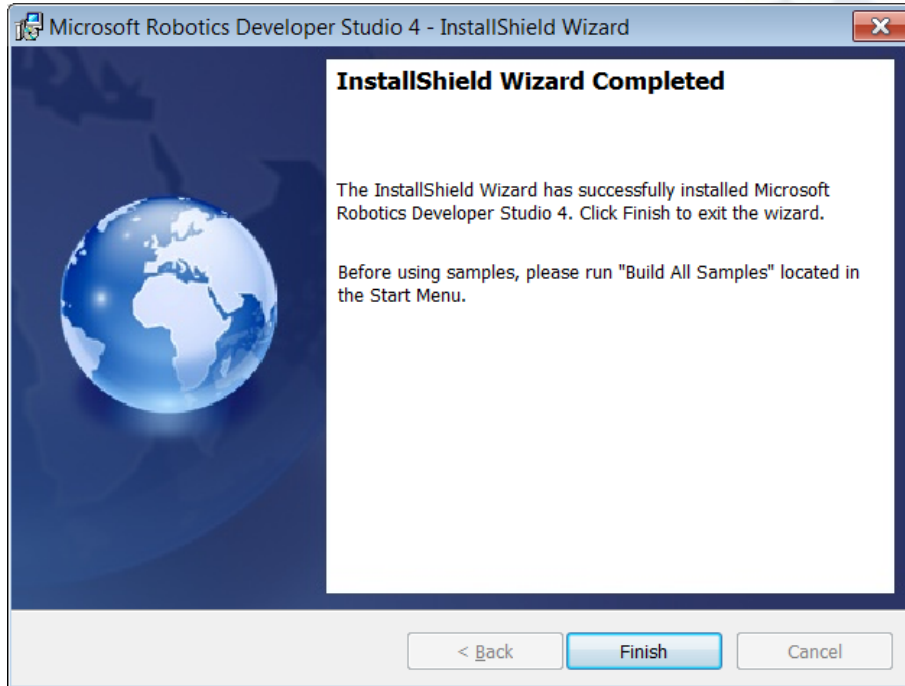 Microsoft Robotics Developer Studio 4 - InstallShield Wizard
InstallShield Wizard Completed
The InstallShield Wizard has successfully installed Microsoft
Robotics Developer Studio 4. Click Finish to exit the wizard.
Before using samples, please run "Build All Samples" located in
the Start Menu.
< Back
Finish
Cancel